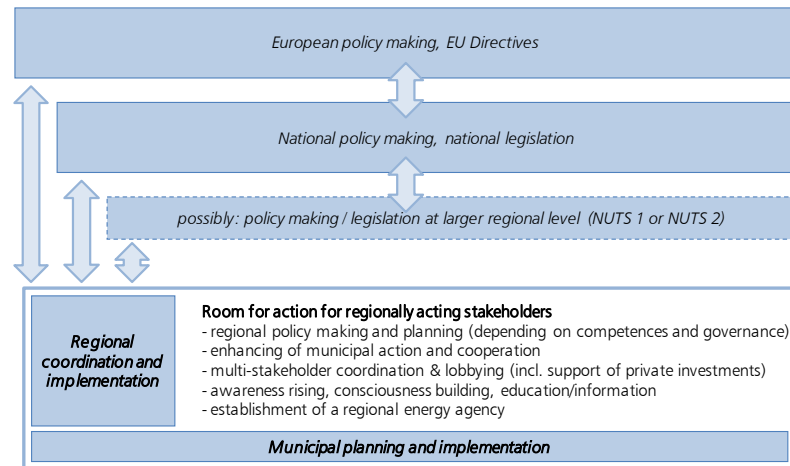 European policy making, EU Directives
National policy making, national legislation
possibly: policy making / legislation at larger regional level (NUTS 1 or NUTS 2)
Regional
coordination and
implementation
Room for action for regionally acting stakeholders
- regional policy making and planning (depending on competences and governance)
- enhancing of municipal action and cooperation
- multi-stakeholder coordination & lobbying (incl. support of private investments)
- awareness rising, consciousness building, education/information
- establishment of a regional energy agency
Municipal planning and implementation